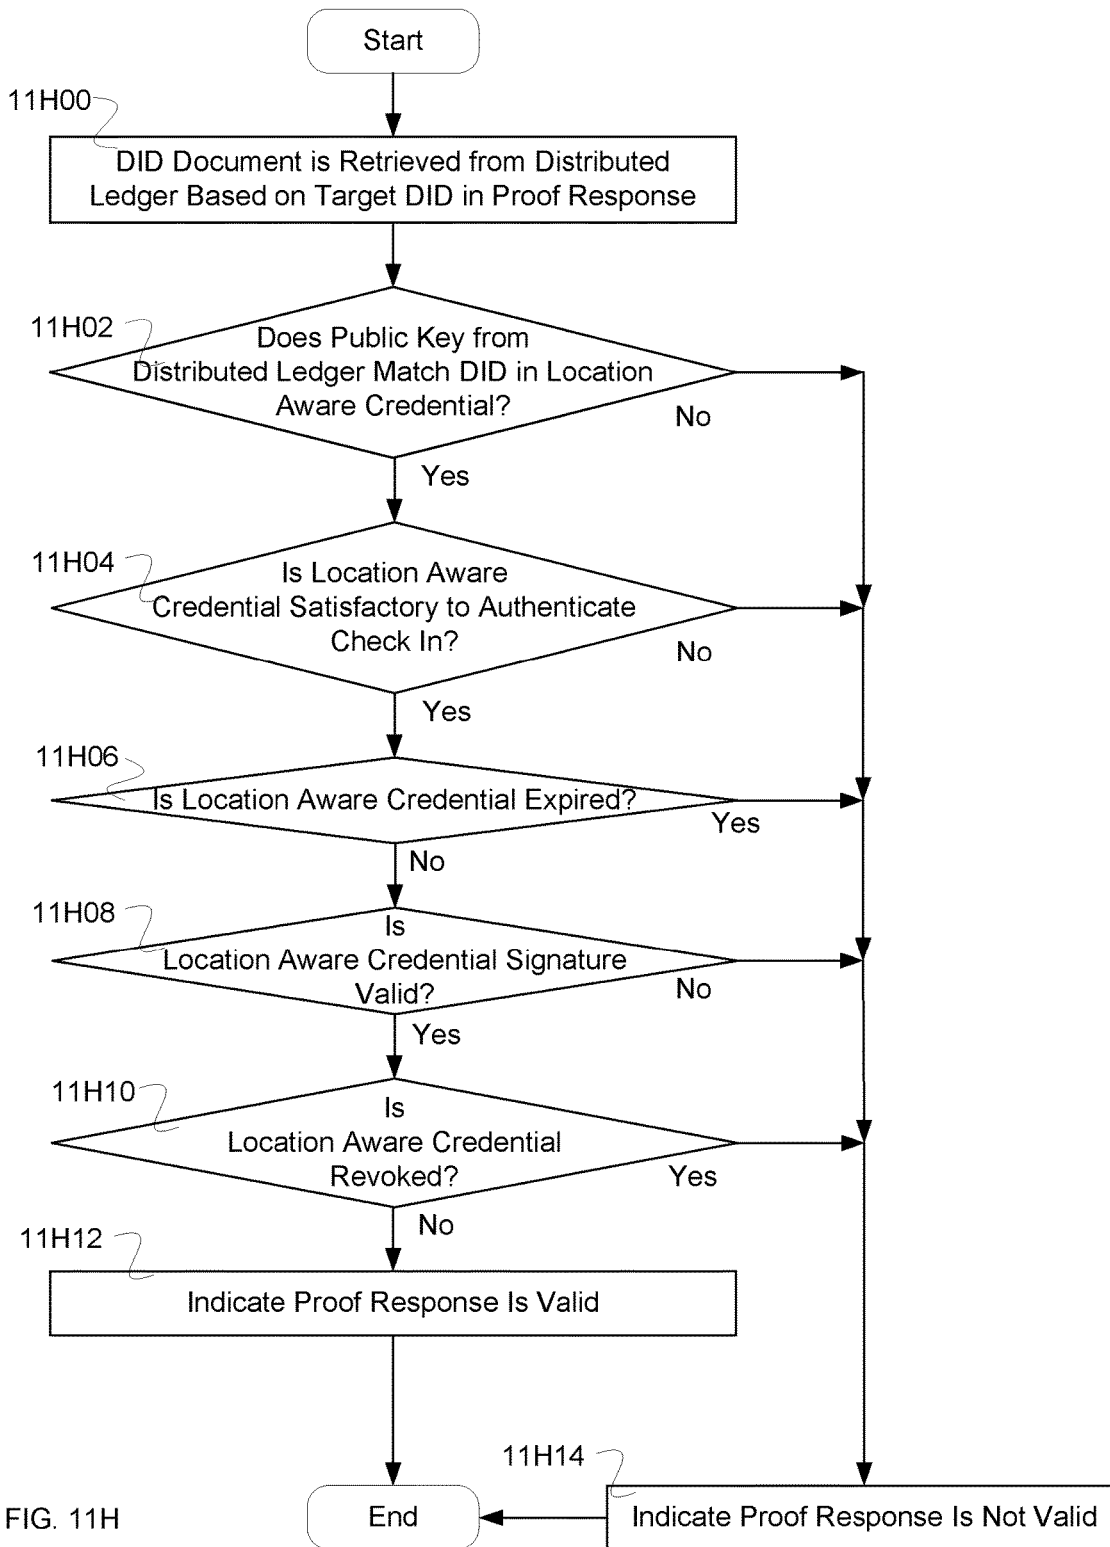 Start
11H00
DID Document is Retrieved from Distributed
Ledger Based on Target DID in Proof Response
11H02
Does Public Key from
Distributed Ledger Match DID in Location
Aware Credential?
No
Yes
11H04
Is Location Aware
Credential Satisfactory to Authenticate
Check In?
No
Yes
11H06
Is Location Aware Credential Expired?
Yes
No
11H08
Is
Location Aware Credential Signature
Valid?
No
Yes
11H10
Is
Location Aware Credential
Revoked?
Yes
No
11H12
Indicate Proof Response Is Valid
11H14
FIG. 11H
End
Indicate Proof Response Is Not Valid